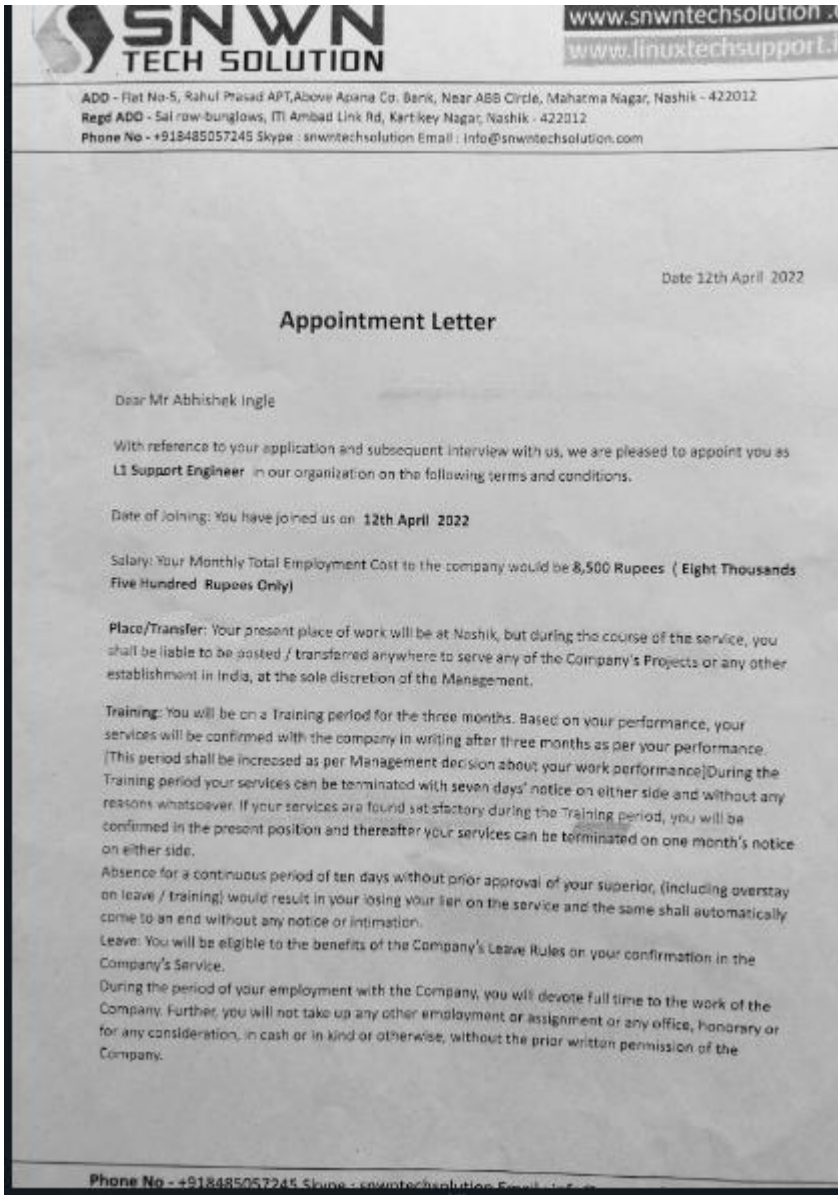 SNWN
TECH SOLUTION
www.snwntechsolution.c
www.linuxtechsupport.i
ADD - Flat No-5, Rahul Prasad APT,Above Apana Co. Bank, Near ABB Circle, Mahatma Nagar, Nashik - 422012
Regd ADD - Sai row-bunglows, ITI Ambad Link Rd, Kartikey Nagar, Nashik - 422012
Phone No - +918485057245 Skype : snwntechsolution Email : info@snwntechsolution.com
Date 12th April 2022
Appointment Letter
Dear Mr Abhishek Ingle
With reference to your application and subsequent interview with us, we are pleased to appoint you as
L1 Support Engineer in our organization on the following terms and conditions.
Date of Joining: You have joined us on 12th April 2022
Salary: Your Monthly Total Employment Cost to the company would be 8,500 Rupees ( Eight Thousands
Five Hundred Rupees Only)
Place/Transfer: Your present place of work will be at Nashik, but during the course of the service, you
shall be liable to be posted / transferred anywhere to serve any of the Company's Projects or any other
establishment in India, at the sole discretion of the Management.
Training: You will be on a Training period for the three months. Based on your performance, your
services will be confirmed with the company in writing after three months as per your performance.
[This period shall be increased as per Management decision about your work performance]During the
Training period your services can be terminated with seven days' notice on either side and without any
reasons whatsoever. If your services are found satisfactory during the Training period, you will be
confirmed in the present position and thereafter your services can be terminated on one month's notice
on either side.
Absence for a continuous period of ten days without prior approval of your superior, (including overstay
on leave / training) would result in your losing your lien on the service and the same shall automatically
come to an end without any notice or intimation.
Leave: You will be eligible to the benefits of the Company's Leave Rules on your confirmation in the
Company's Service.
During the period of your employment with the Company, you will devote full time to the work of the
Company. Further, you will not take up any other employment or assignment or any office, honorary or
for any consideration, in cash or in kind or otherwise, without the prior written permission of the
Company.
Phone No - +918485057245 Skype : snwntechsolution Email :